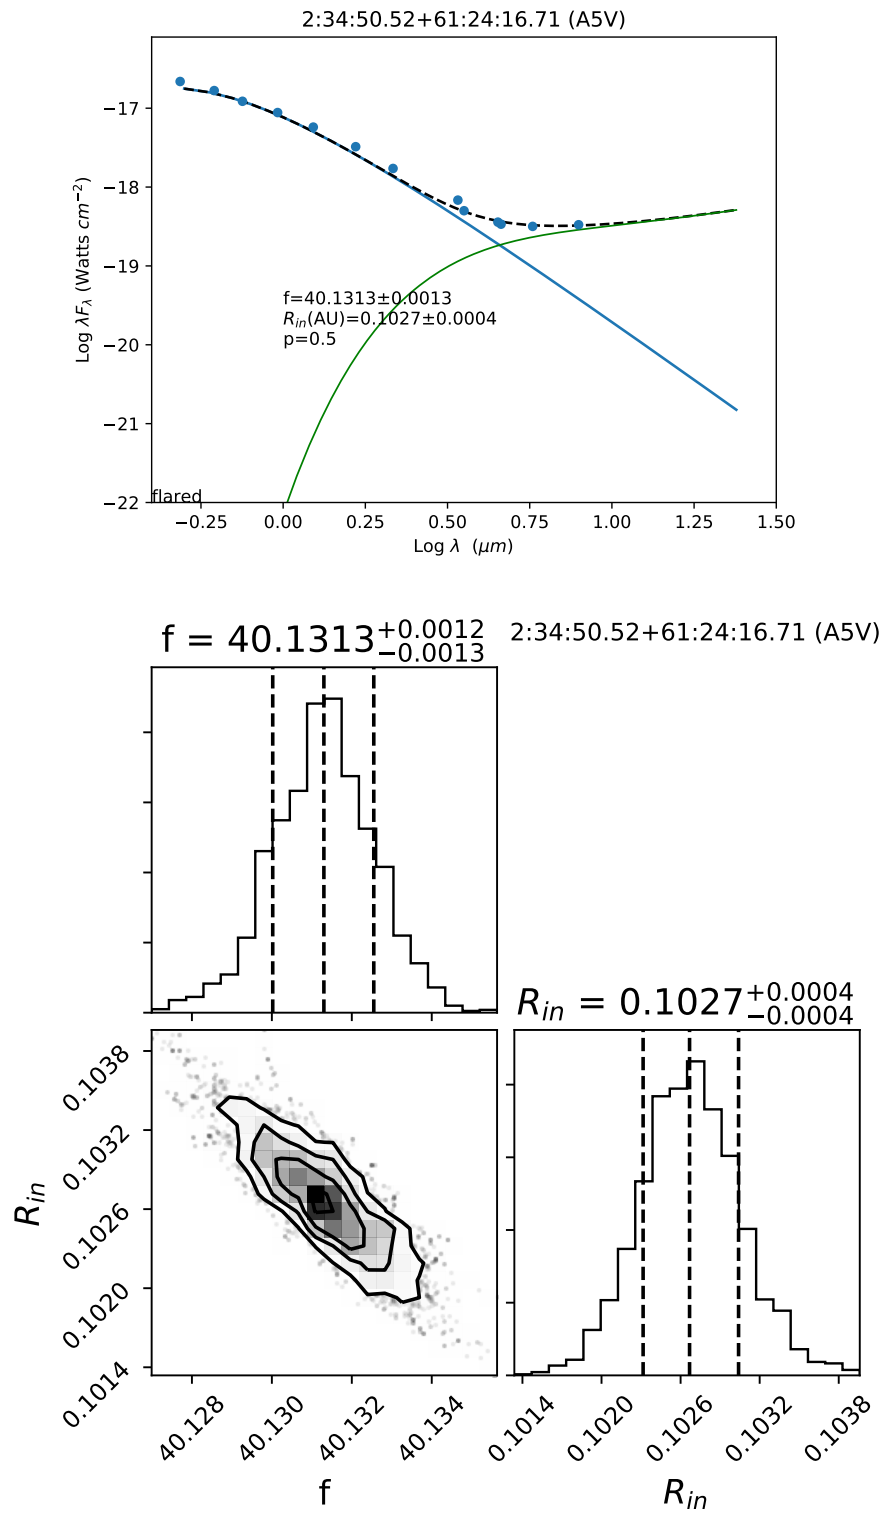 2:34:50.52+61:24:16.71 (A5V)
Log λF_λ (Watts cm^−2)
−17
−18
−19
−20
−21
−22
f=40.1313±0.0013
R_in(AU)=0.1027±0.0004
p=0.5
flared
−0.25 0.00 0.25 0.50 0.75 1.00 1.25 1.50
Log λ (μm)
f = 40.1313 +0.0012 −0.0013
2:34:50.52+61:24:16.71 (A5V)
R_in = 0.1027 +0.0004 −0.0004
R_in
0.1038
0.1032
0.1026
0.1020
0.1014
40.128 40.130 40.132 40.134
f
0.1014 0.1020 0.1026 0.1032 0.1038
R_in